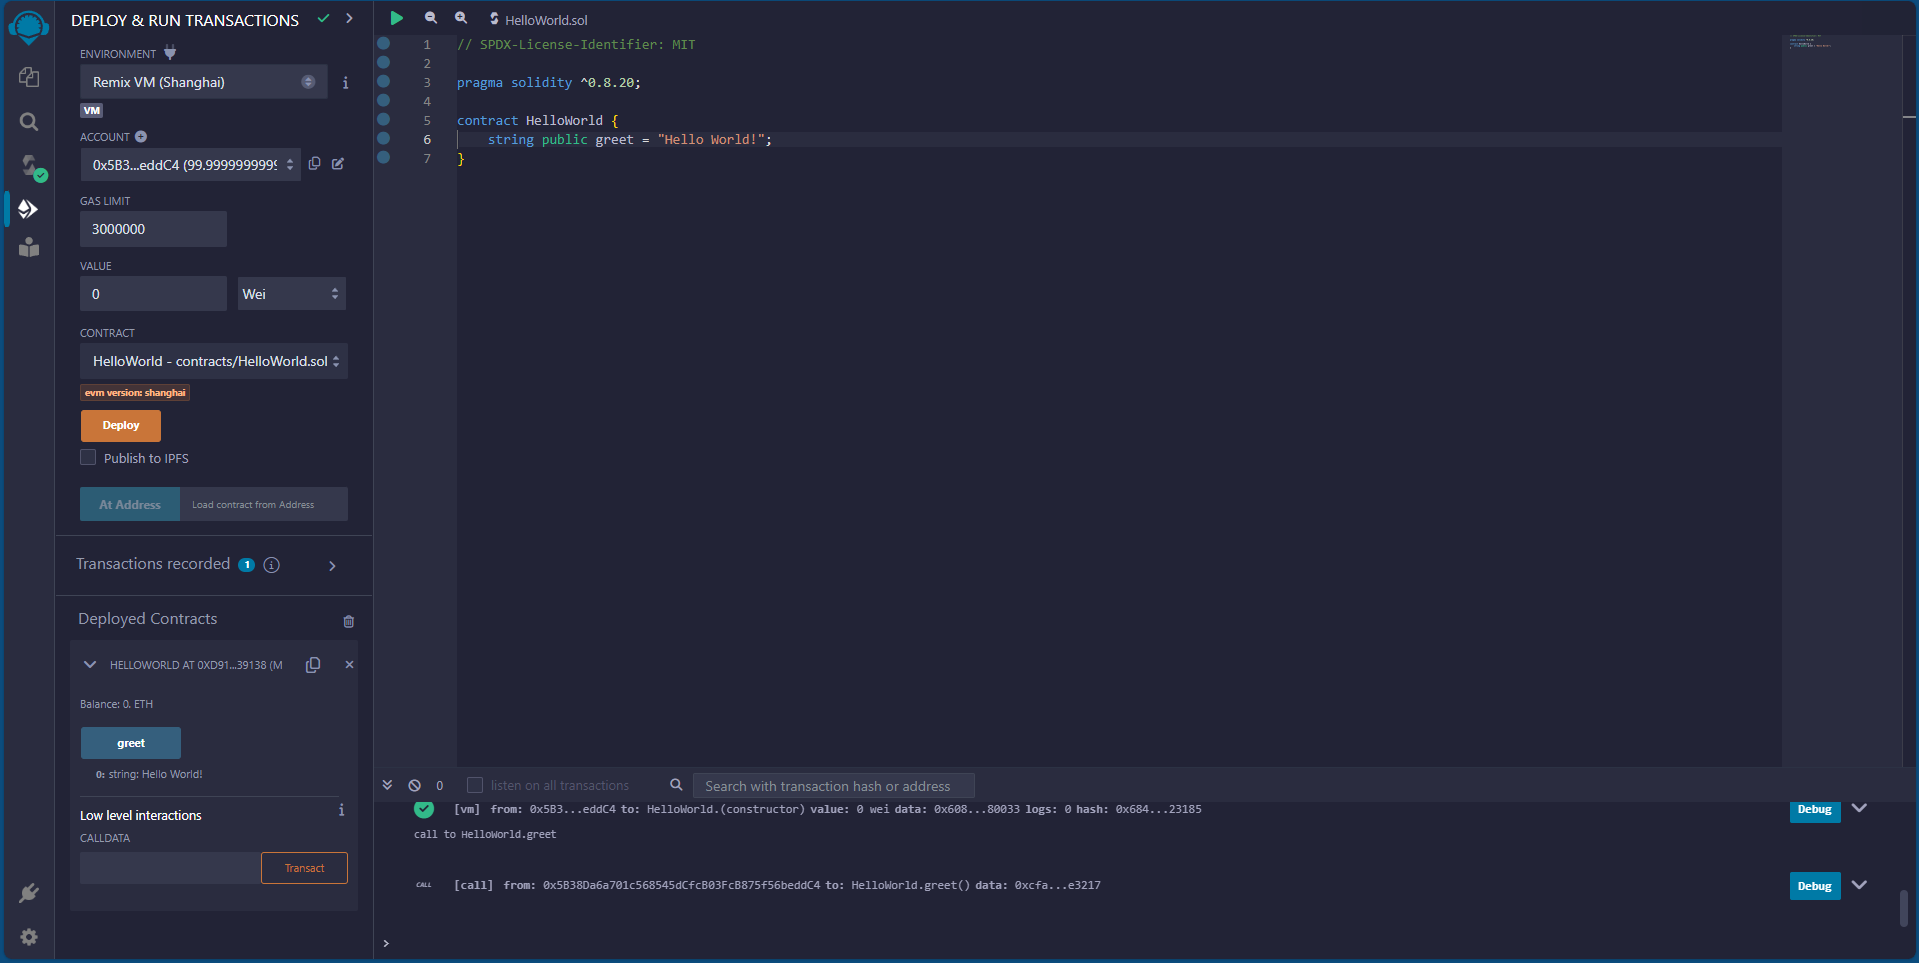 DEPLOY & RUN TRANSACTIONS
ENVIRONMENT
Remix VM (Shanghai)
VM
ACCOUNT
0x5B3...eddC4 (99.9999999999
GAS LIMIT
3000000
VALUE
0
Wei
CONTRACT
HelloWorld - contracts/HelloWorld.sol
evm version: shanghai
Deploy
Publish to IPFS
At Address
Load contract from Address
Transactions recorded 1
Deployed Contracts
HELLOWORLD AT 0XD91...39138 (M
Balance: 0. ETH
greet
0: string: Hello World!
Low level interactions
CALLDATA
Transact
HelloWorld.sol
1 // SPDX-License-Identifier: MIT
2
3 pragma solidity ^0.8.20;
4
5 contract HelloWorld {
6 string public greet = "Hello World!";
7 }
0
listen on all transactions
Search with transaction hash or address
[vm] from: 0x5B3...eddC4 to: HelloWorld.(constructor) value: 0 wei data: 0x608...80033 logs: 0 hash: 0x684...23185
Debug
call to HelloWorld.greet
CALL [call] from: 0x5B38Da6a701c568545dCfcB03FcB875f56beddC4 to: HelloWorld.greet() data: 0xcfa...e3217
Debug
>